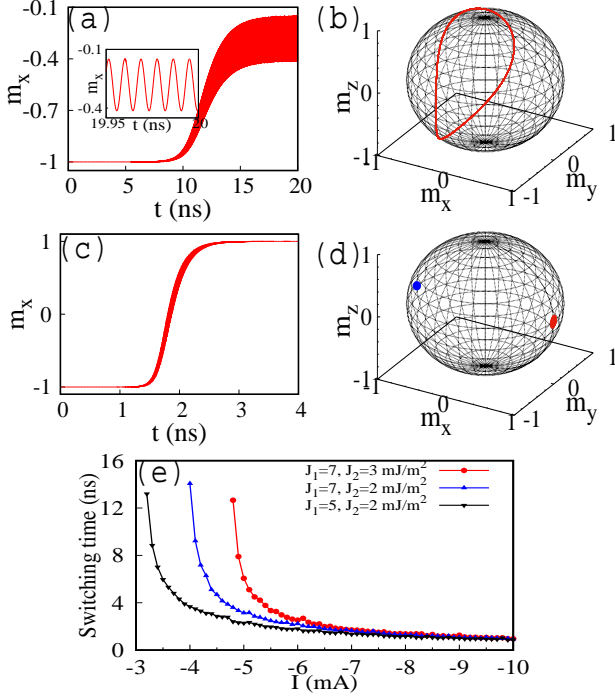 (a)
m_x
-0.1
-0.4
-0.7
-1
0 5 10 15 20
t (ns)
-0.1
m_x
-0.4
19.95 t (ns) 20
(b)
m_z
1
0
-1
-1 0 1
m_x
-1 0 1
m_y
(c)
m_x
1
-1
0 1 2 3 4
t (ns)
(d)
m_z
1
0
-1
-1 0 1
m_x
-1 0 1
m_y
(e)
Switching time (ns)
16
12
8
4
0
J_1=7, J_2=3 mJ/m^2
J_1=7, J_2=2 mJ/m^2
J_1=5, J_2=2 mJ/m^2
-3 -4 -5 -6 -7 -8 -9 -10
I (mA)